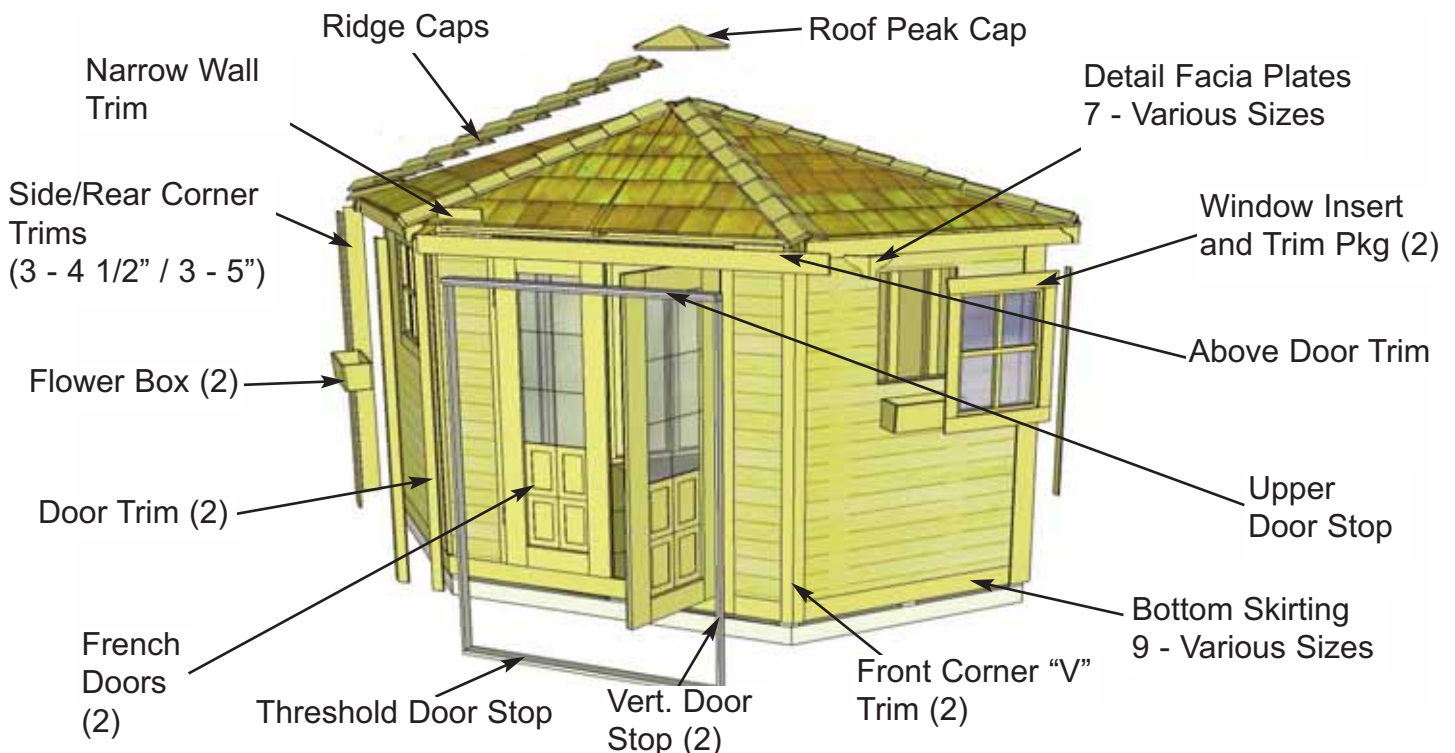 Ridge Caps
Roof Peak Cap
Narrow Wall
Trim
Detail Facia Plates
7 - Various Sizes
Side/Rear Corner
Trims
(3 - 4 1/2” / 3 - 5”)
Window Insert
and Trim Pkg (2)
Above Door Trim
Flower Box (2)
Door Trim (2)
Upper
Door Stop
Bottom Skirting
9 - Various Sizes
French
Doors
(2)
Threshold Door Stop
Vert. Door
Stop (2)
Front Corner “V”
Trim (2)